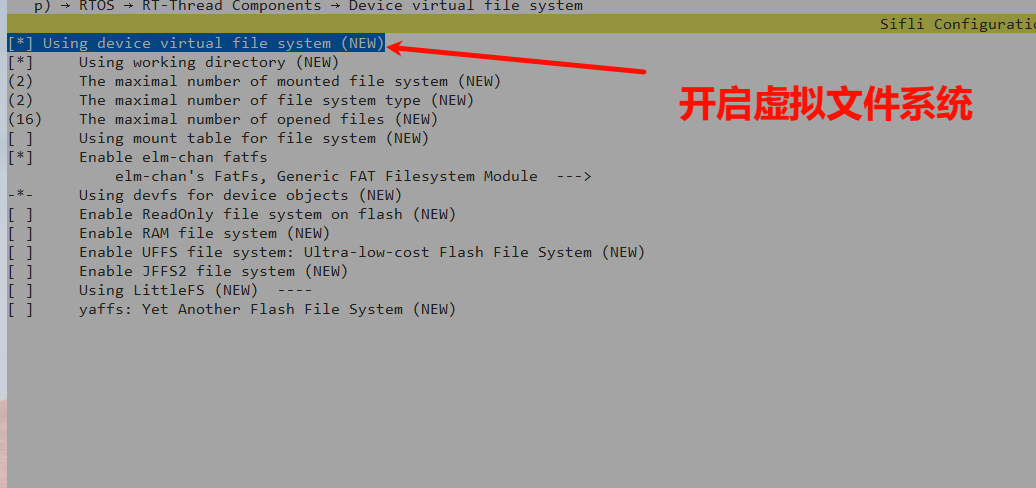 p) → RTOS → RT-Thread Components → Device virtual file system
Sifli Configuratio
[*] Using device virtual file system (NEW)
[*] Using working directory (NEW)
(2) The maximal number of mounted file system (NEW)
(2) The maximal number of file system type (NEW)
(16) The maximal number of opened files (NEW)
[ ] Using mount table for file system (NEW)
[*] Enable elm-chan fatfs
elm-chan's FatFs, Generic FAT Filesystem Module --->
-*- Using devfs for device objects (NEW)
[ ] Enable ReadOnly file system on flash (NEW)
[ ] Enable RAM file system (NEW)
[ ] Enable UFFS file system: Ultra-low-cost Flash File System (NEW)
[ ] Enable JFFS2 file system (NEW)
[ ] Using LittleFS (NEW) ----
[ ] yaffs: Yet Another Flash File System (NEW)
开启虚拟文件系统